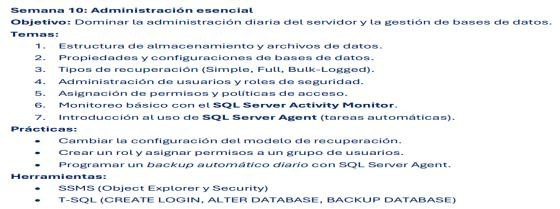 Semana 10: Administración esencial
Objetivo: Dominar la administración diaria del servidor y la gestión de bases de datos.
Temas:
1. Estructura de almacenamiento y archivos de datos.
2. Propiedades y configuraciones de bases de datos.
3. Tipos de recuperación (Simple, Full, Bulk-Logged).
4. Administración de usuarios y roles de seguridad.
5. Asignación de permisos y políticas de acceso.
6. Monitoreo básico con el SQL Server Activity Monitor.
7. Introducción al uso de SQL Server Agent (tareas automáticas).
Prácticas:
• Cambiar la configuración del modelo de recuperación.
• Crear un rol y asignar permisos a un grupo de usuarios.
• Programar un backup automático diario con SQL Server Agent.
Herramientas:
• SSMS (Object Explorer y Security)
• T-SQL (CREATE LOGIN, ALTER DATABASE, BACKUP DATABASE)